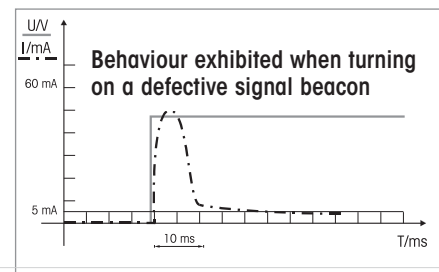 U/V
I/mA
Behaviour exhibited when turning
on a defective signal beacon
60 mA
5 mA
10 ms
T/ms